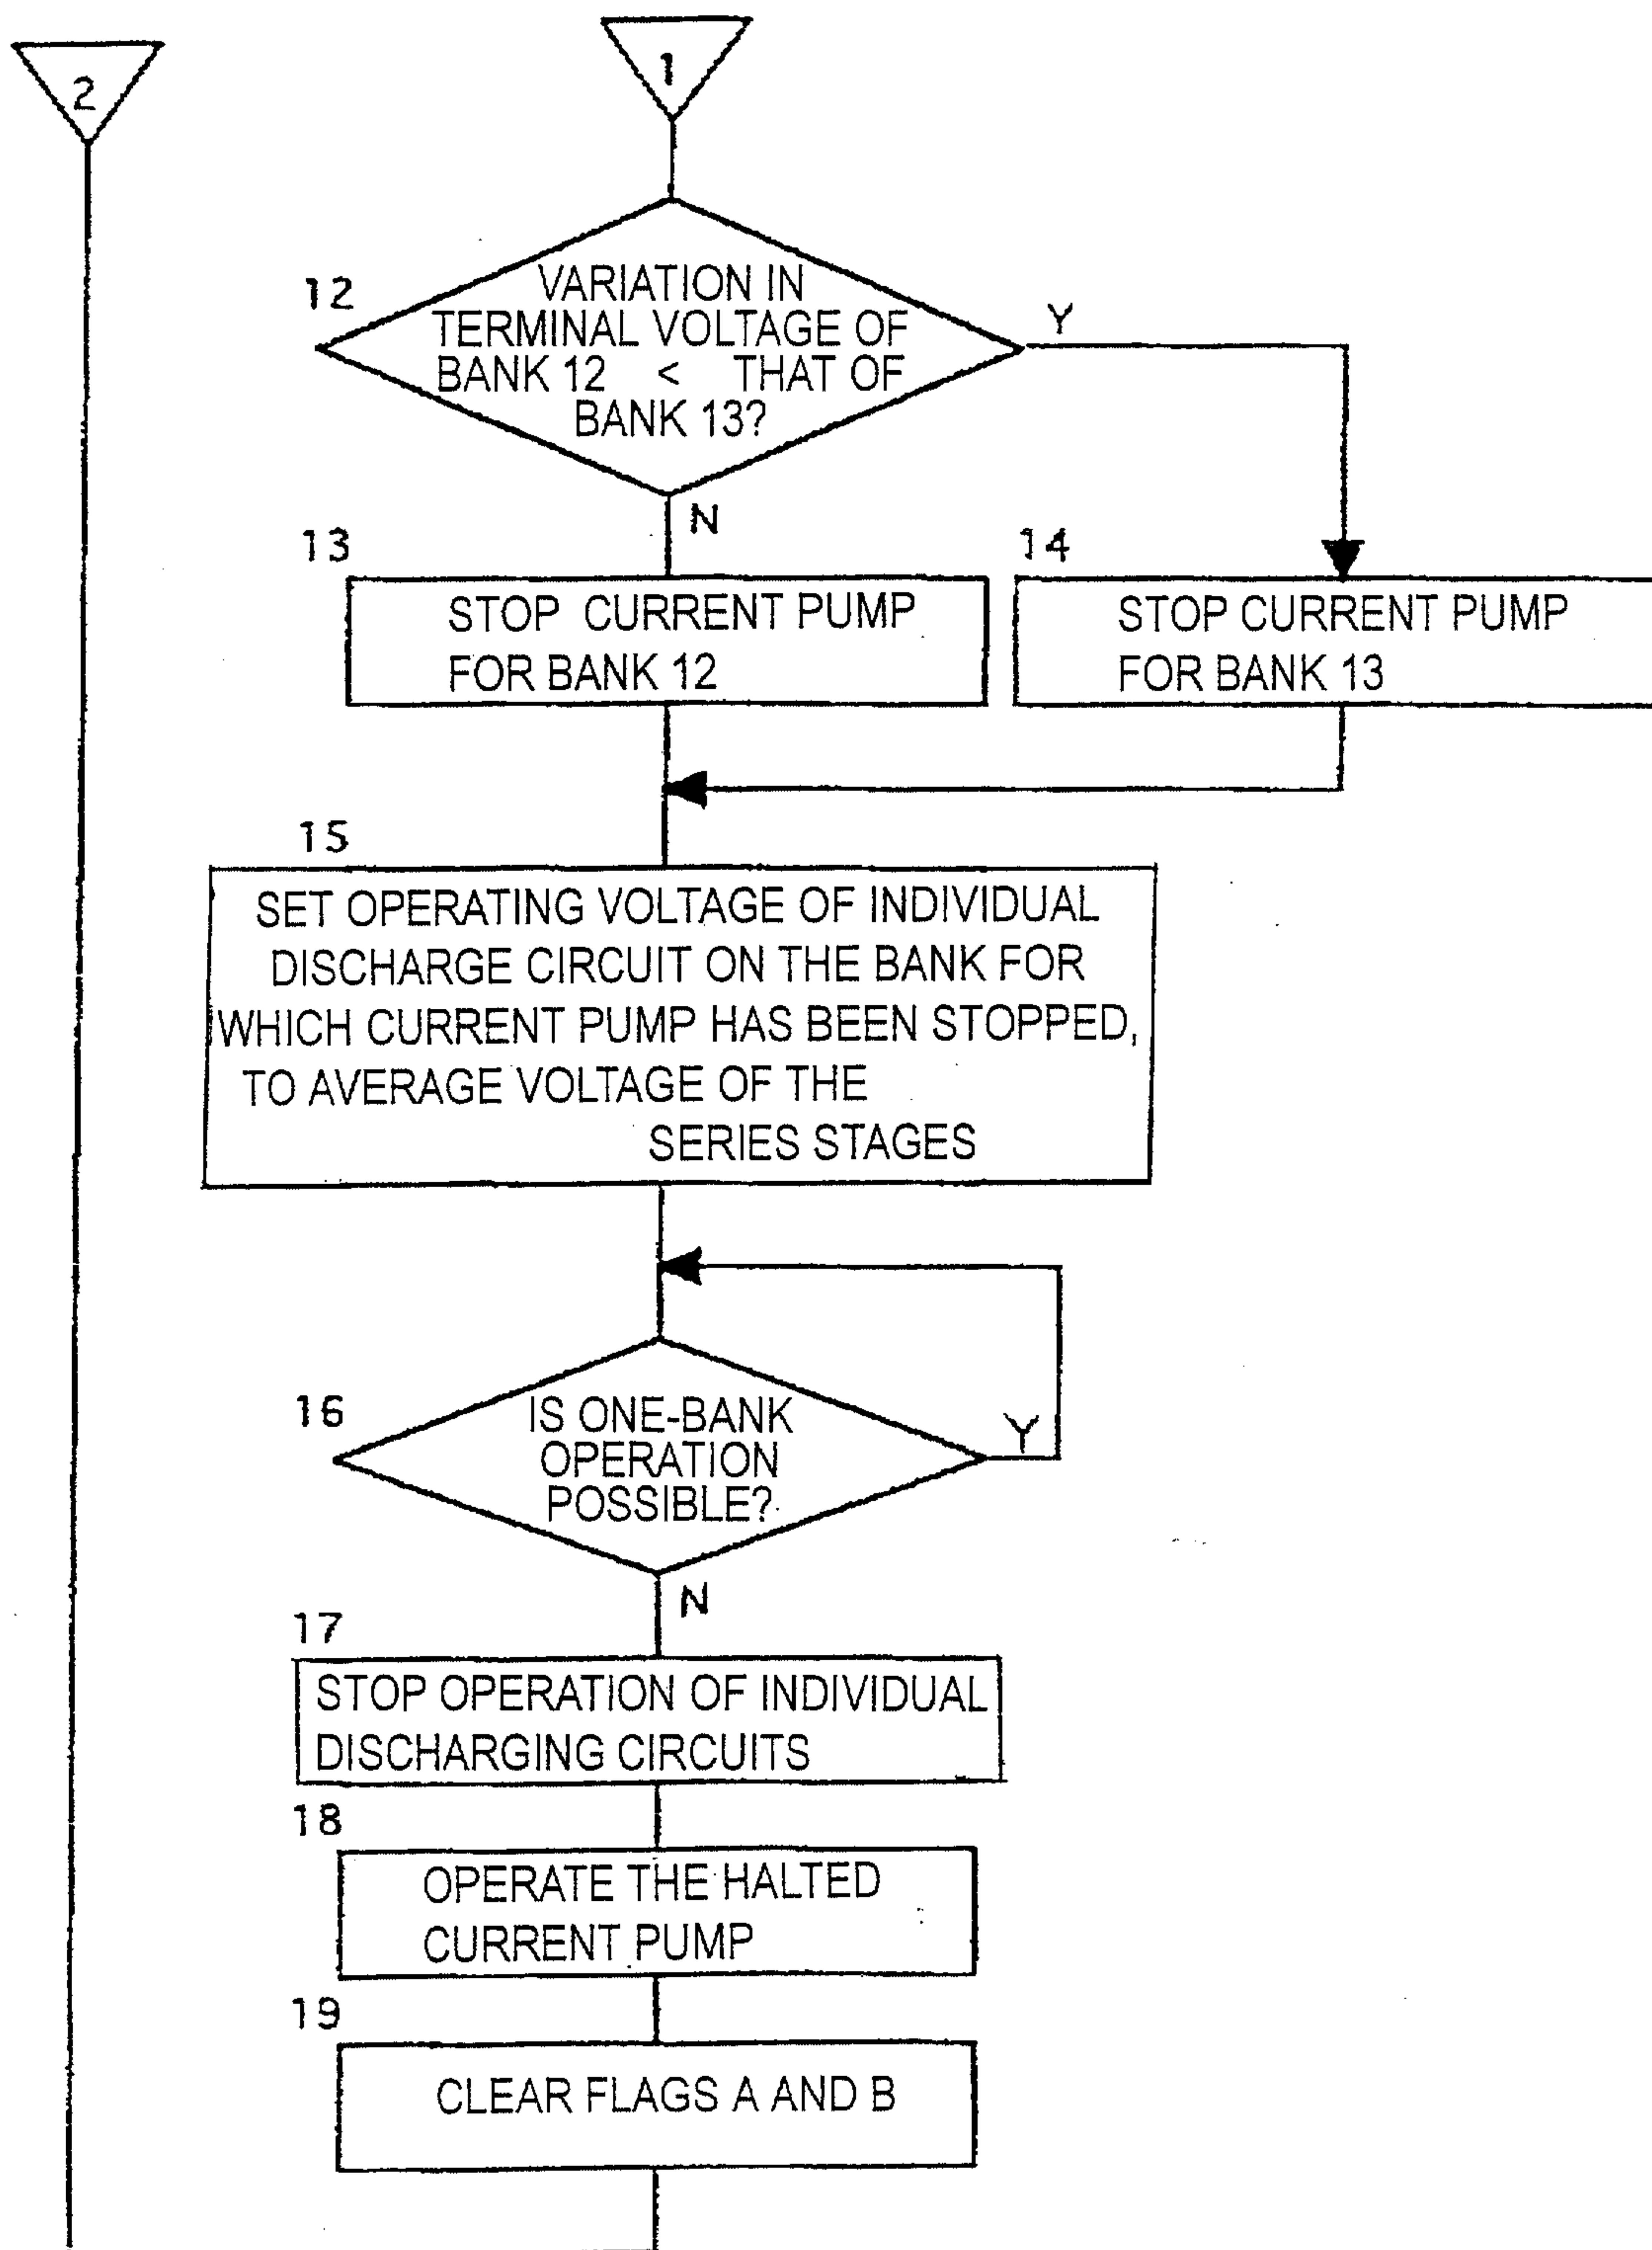 2
1
12
VARIATION IN
TERMINAL VOLTAGE OF
BANK 12 < THAT OF
BANK 13?
Y
N
13
STOP CURRENT PUMP
FOR BANK 12
14
STOP CURRENT PUMP
FOR BANK 13
15
SET OPERATING VOLTAGE OF INDIVIDUAL
DISCHARGE CIRCUIT ON THE BANK FOR
WHICH CURRENT PUMP HAS BEEN STOPPED,
TO AVERAGE VOLTAGE OF THE
SERIES STAGES
16
IS ONE-BANK
OPERATION
POSSIBLE?
Y
N
17
STOP OPERATION OF INDIVIDUAL
DISCHARGING CIRCUITS
18
OPERATE THE HALTED
CURRENT PUMP
19
CLEAR FLAGS A AND B